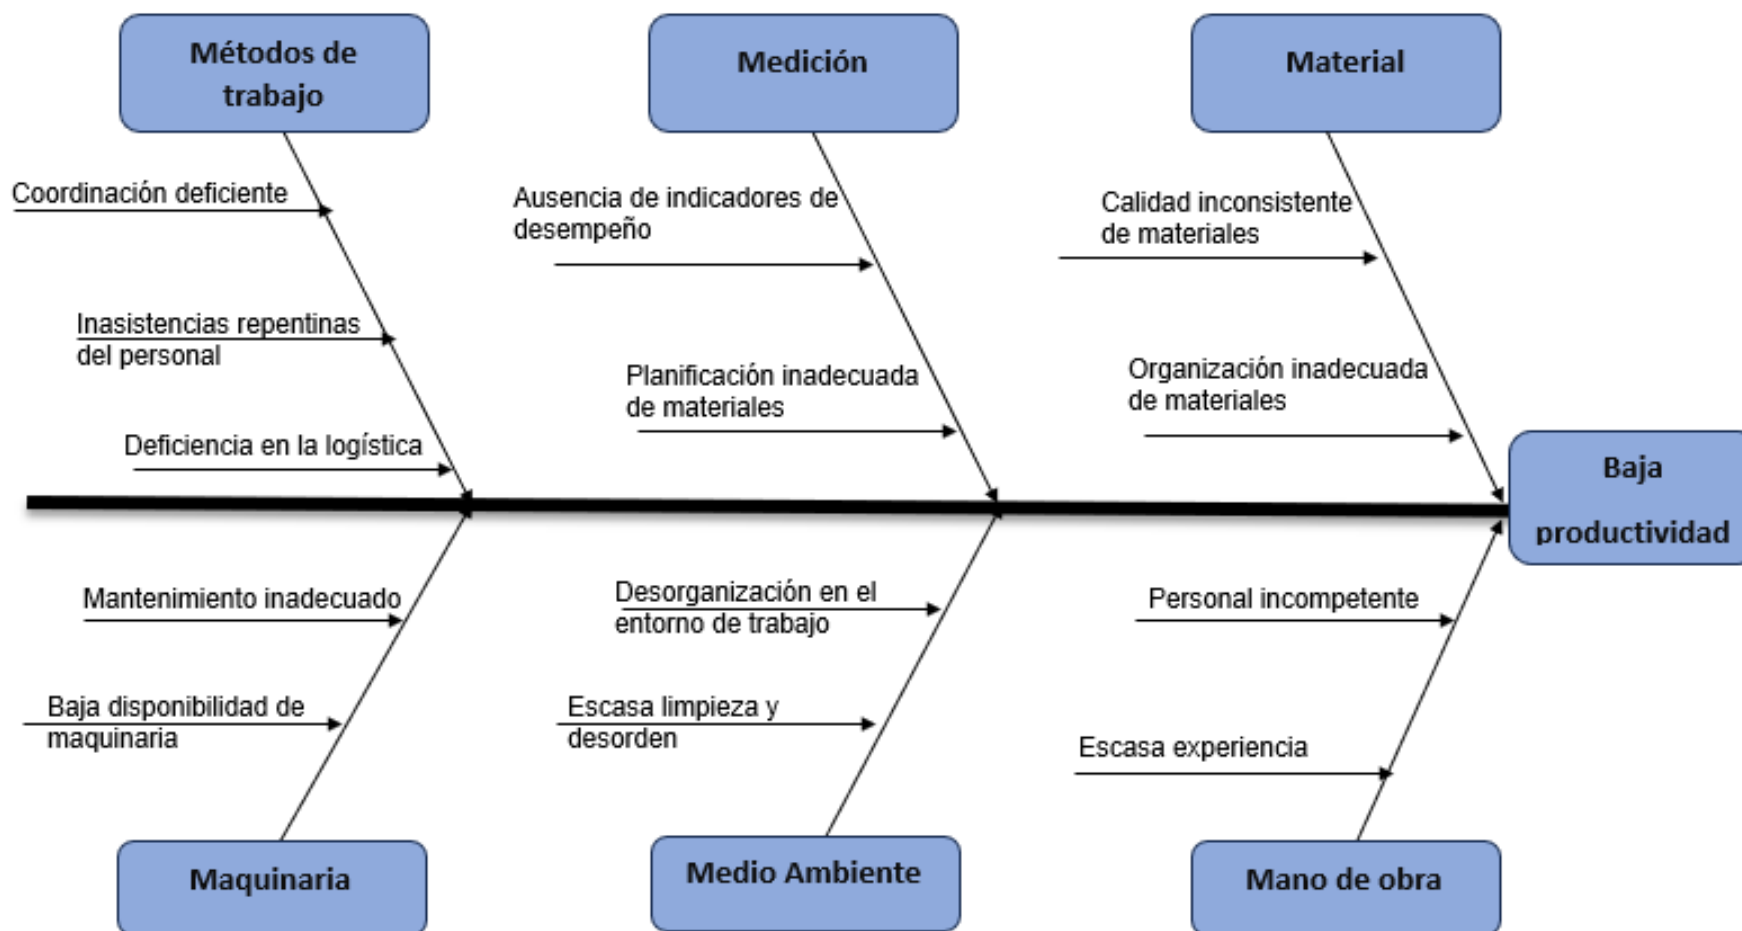 Métodos de
trabajo
Medición
Material
Coordinación deficiente
Ausencia de indicadores de
desempeño
Calidad inconsistente
de materiales
Inasistencias repentinas
del personal
Planificación inadecuada
de materiales
Organización inadecuada
de materiales
Deficiencia en la logística
Baja
productividad
Mantenimiento inadecuado
Desorganización en el
entorno de trabajo
Personal incompetente
Baja disponibilidad de
maquinaria
Escasa limpieza y
desorden
Escasa experiencia
Maquinaria
Medio Ambiente
Mano de obra